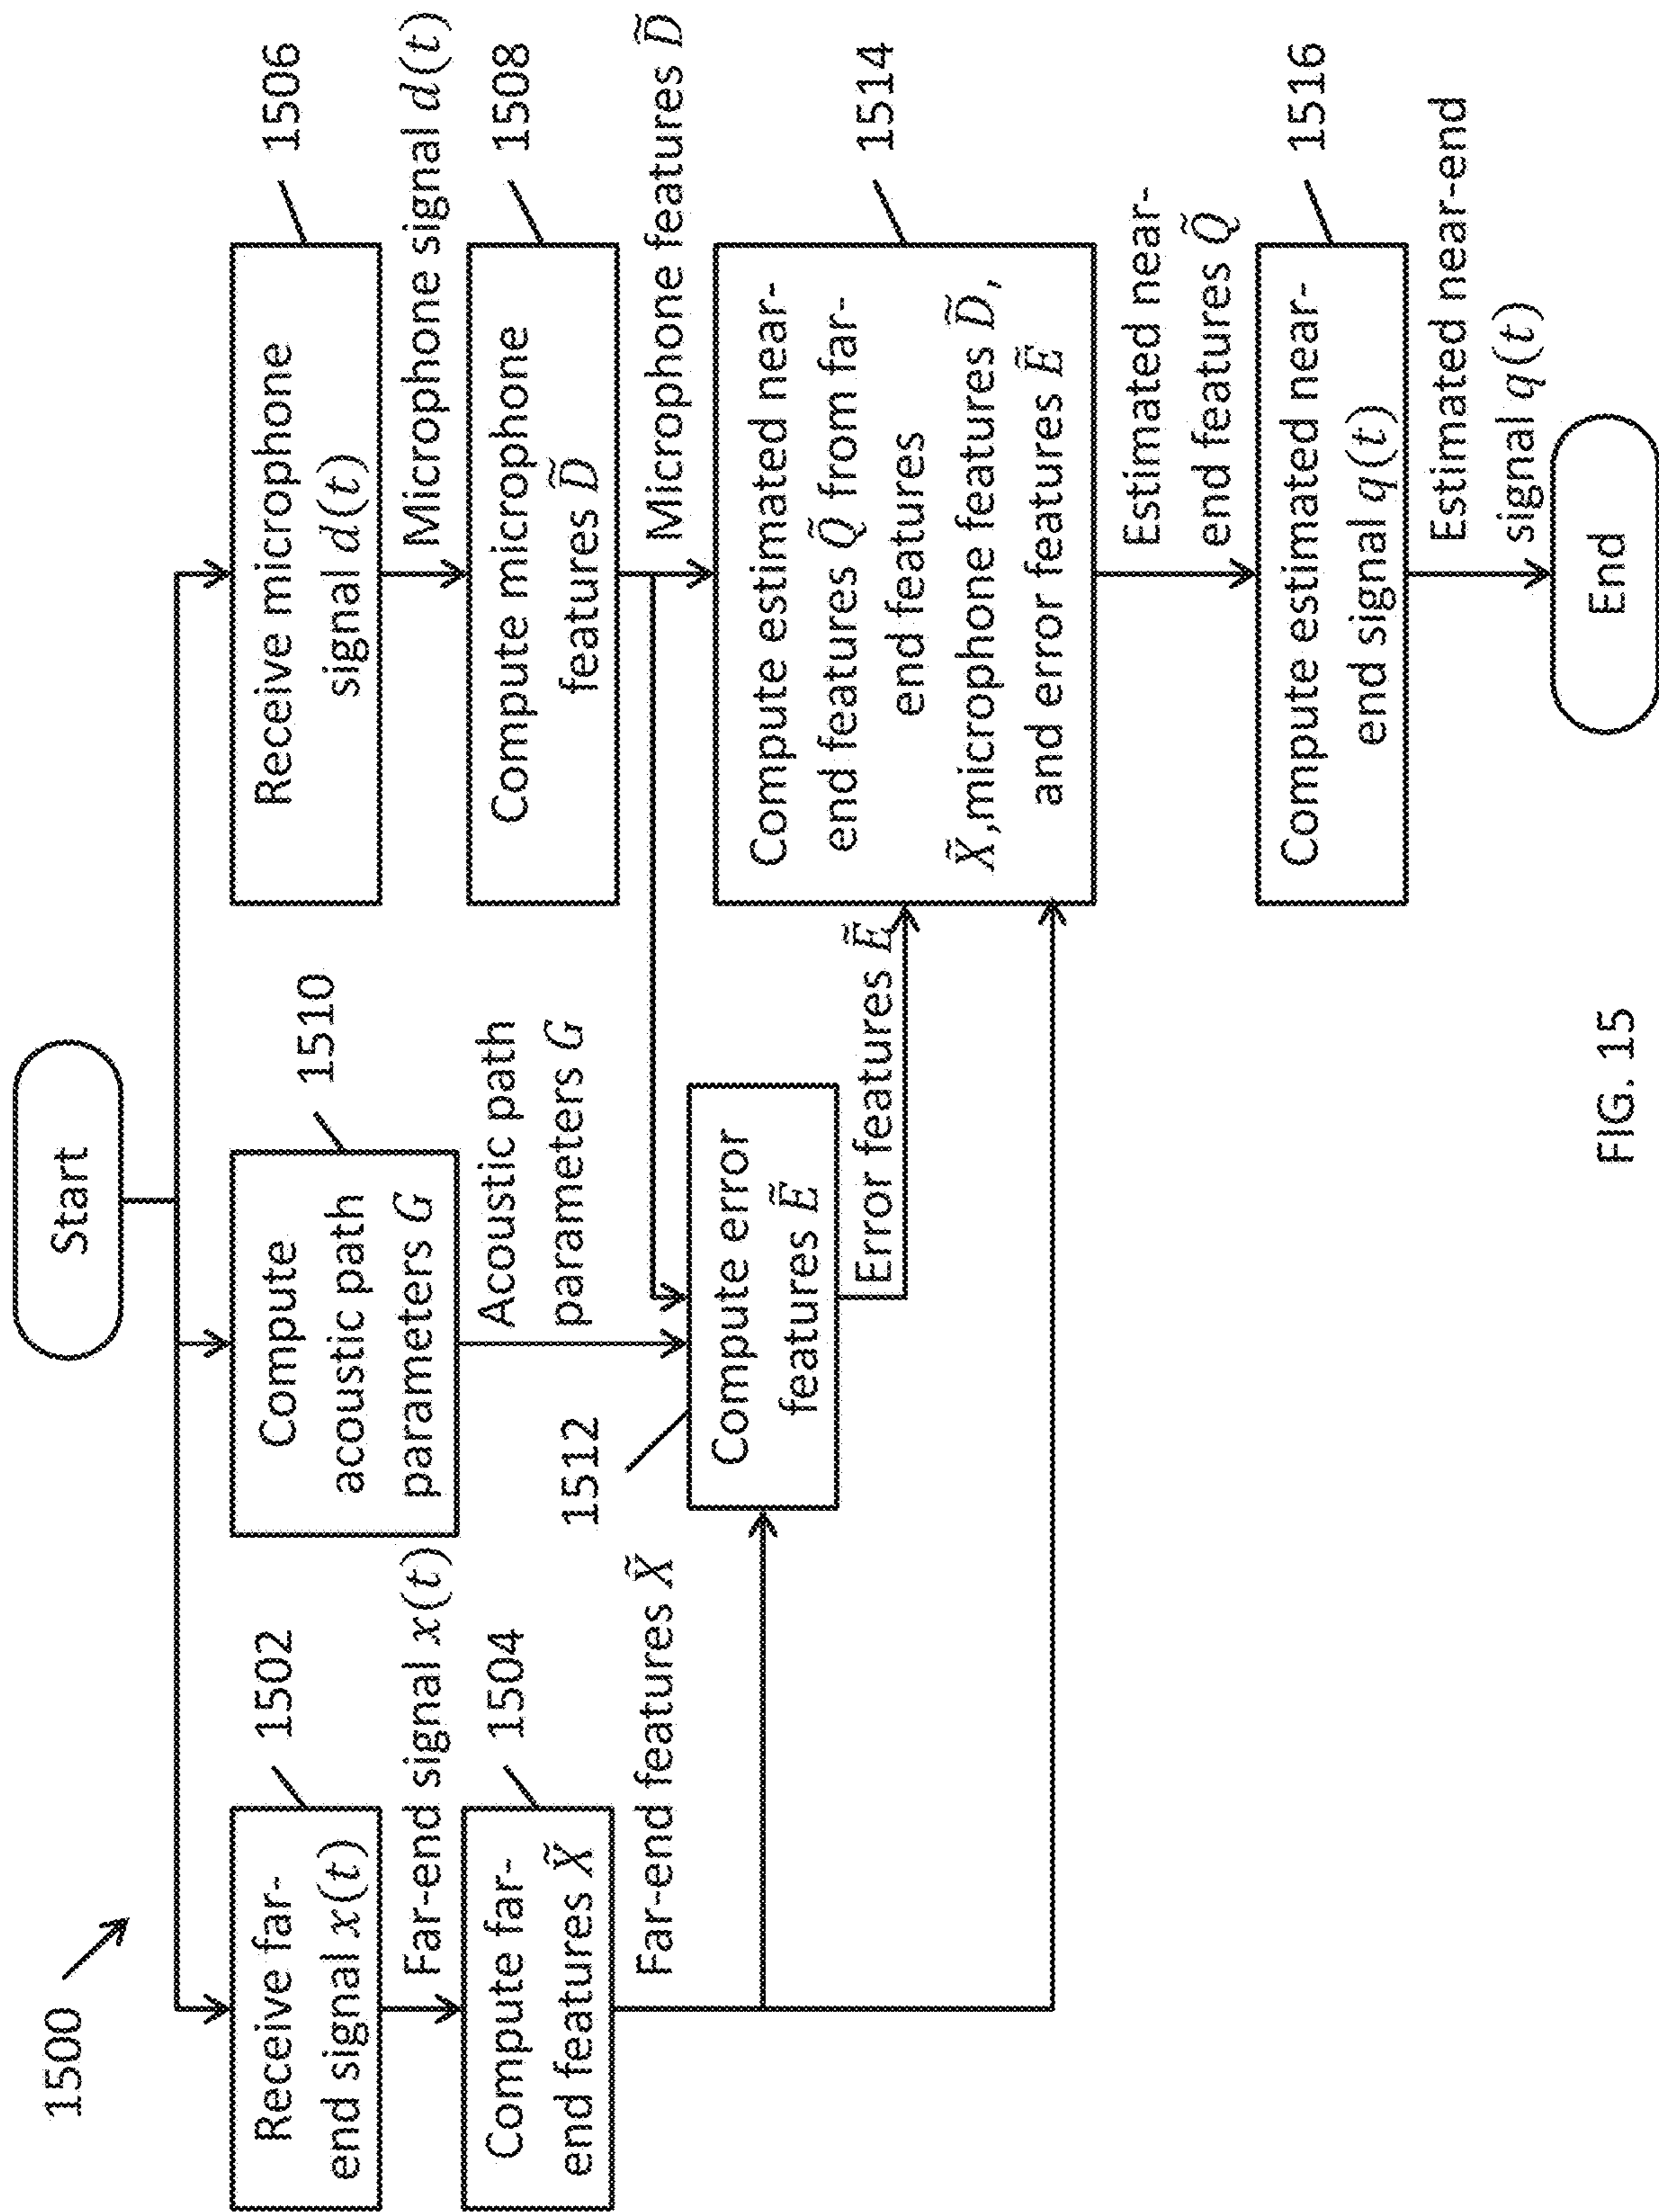 1500
Start
Receive far-
end signal x(t)
1502
Far-end signal x(t)
Compute far-
end features X̃
1504
Far-end features X̃
Compute
acoustic path
parameters G
1510
Acoustic path
parameters G
1512
Compute error
features Ẽ
Error features Ẽ
Receive microphone
signal d(t)
1506
Microphone signal d(t)
Compute microphone
features D̃
1508
Microphone features D̃
Compute estimated near-
end features Q̃ from far-
end features
X̃,microphone features D̃,
and error features Ẽ
1514
Estimated near-
end features Q̃
Compute estimated near-
end signal q(t)
1516
Estimated near-end
signal q(t)
End
FIG. 15